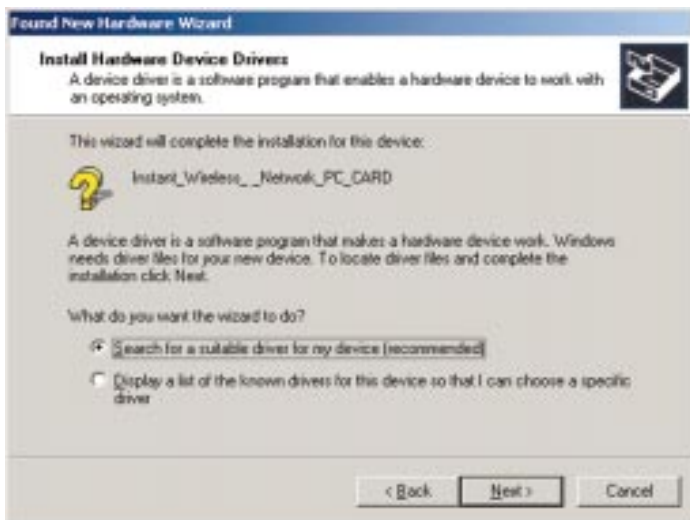 Found New Hardware Wizard
Install Hardware Device Drivers
A device driver is a software program that enables a hardware device to work with
an operating system.
This wizard will complete the installation for this device:
Instant_Wireless__Network_PC_CARD
A device driver is a software program that makes a hardware device work. Windows
needs driver files for your new device. To locate driver files and complete the
installation click Next.
What do you want the wizard to do?
Search for a suitable driver for my device (recommended)
Display a list of the known drivers for this device so that I can choose a specific
driver
< Back
Next >
Cancel